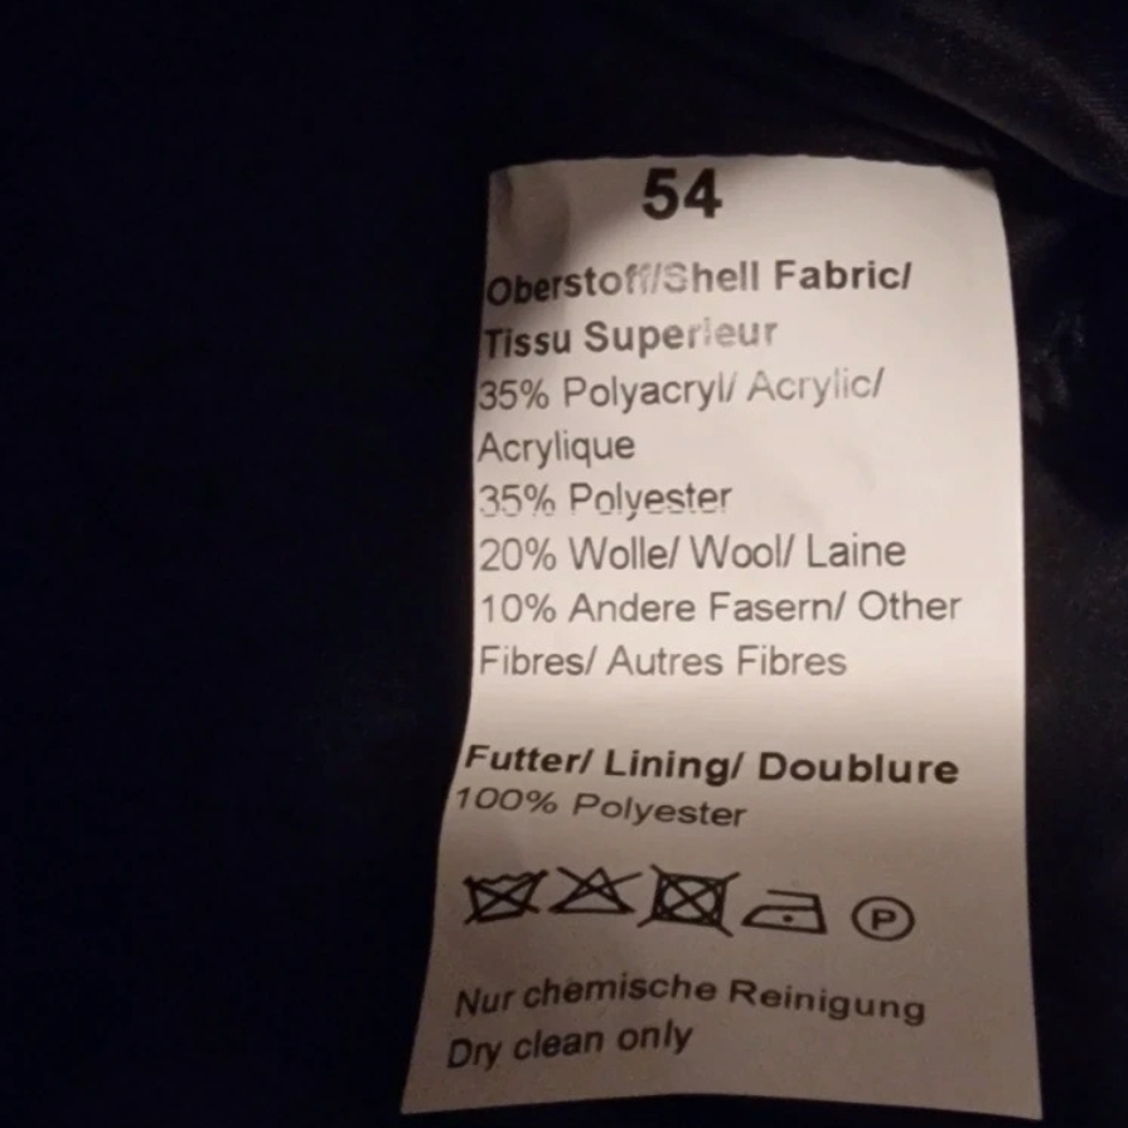 54
Oberstoff/Shell Fabric/
Tissu Superieur
35% Polyacryl/ Acrylic/
Acrylique
35% Polyester
20% Wolle/ Wool/ Laine
10% Andere Fasern/ Other
Fibres/ Autres Fibres
Futter/ Lining/ Doublure
100% Polyester
P
Nur chemische Reinigung
Dry clean only